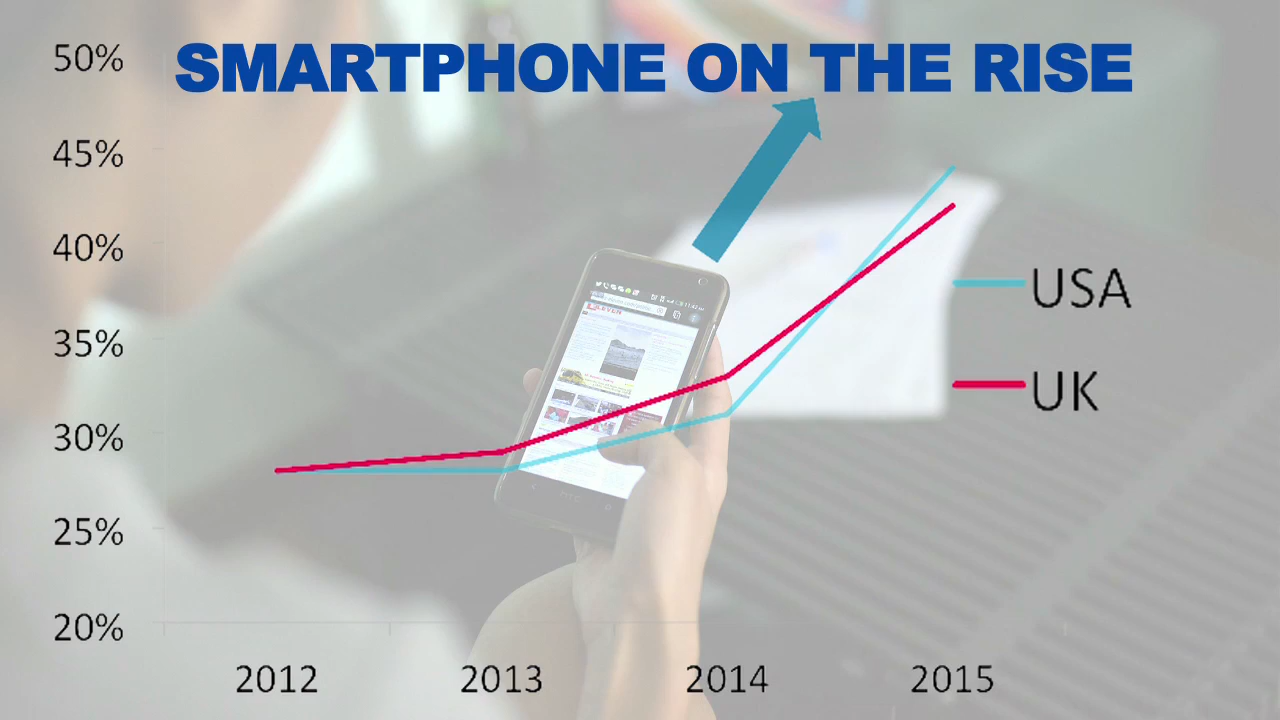 SMARTPHONE ON THE RISE
50%
45%
40%
35%
30%
25%
20%
USA
UK
2012 2013 2014 2015